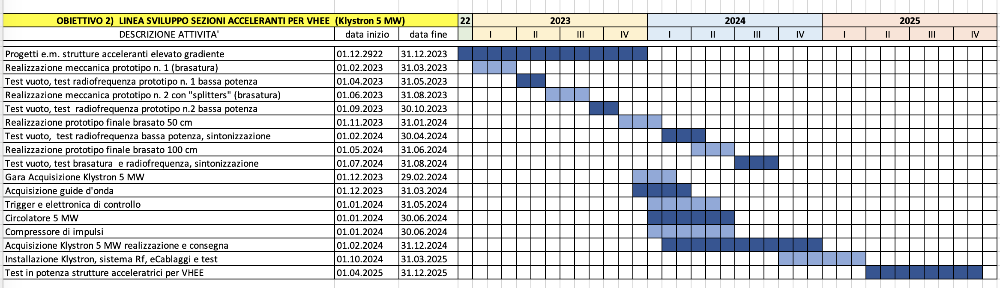 OBIETTIVO 2)  LINEA SVILUPPO SEZIONI ACCELERANTI PER VHEE  (Klystron 5 MW) 22 2023 2024 2025
DESCRIZIONE ATTIVITA' data inizio data fine I II III IV I II III IV I II III IV
Progetti e.m. strutture acceleranti elevato gradiente 01.12.2922 31.12.2023
Realizzazione meccanica prototipo n. 1 (brasatura) 01.02.2023 31.03.2023
Test vuoto, test radiofrequenza prototipo n. 1 bassa potenza 01.04.2023 31.05.2023
Realizzazione meccanica prototipo n. 2 con "splitters" (brasatura) 01.06.2023 31.08.2023
Test vuoto, test  radiofrequenza prototipo n.2 bassa potenza 01.09.2023 30.10.2023
Realizzazione prototipo finale brasato 50 cm 01.11.2023 31.01.2024
Test vuoto,  test radiofrequenza bassa potenza, sintonizzazione 01.02.2024 30.04.2024
Realizzazione prototipo finale brasato 100 cm 01.05.2024 31.06.2024
Test vuoto, test brasatura  e radiofrequenza, sintonizzazione 01.07.2024 31.08.2024
Gara Acquisizione Klystron 5 MW 01.12.2023 29.02.2024
Acquisizione guide d'onda 01.12.2023 31.03.2024
Trigger e elettronica di controllo 01.01.2024 31.05.2024
Circolatore 5 MW 01.01.2024 30.06.2024
Compressore di impulsi 01.01.2024 30.06.2024
Acquisizione Klystron 5 MW realizzazione e consegna 01.02.2024 31.12.2024
Installazione Klystron, sistema Rf, eCablaggi e test 01.10.2024 31.03.2025
Test in potenza strutture acceleratrici per VHEE 01.04.2025 31.12.2025